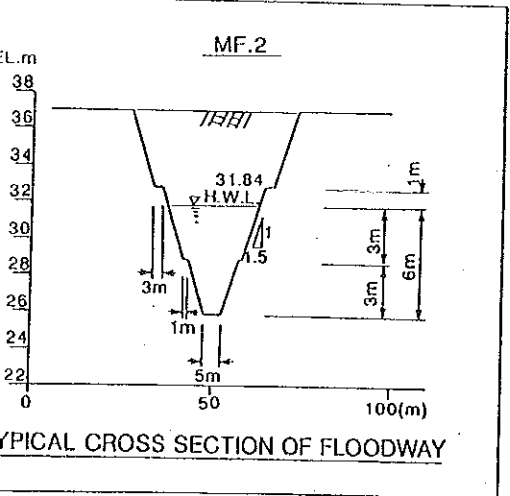 MF.2
EL.m
38
36
34
32
30
28
26
24
22
31.84
H.W.L
1
1.5
1m
3m
3m
6m
3m
1m
5m
0
50
100(m)
YPICAL CROSS SECTION OF FLOODWAY